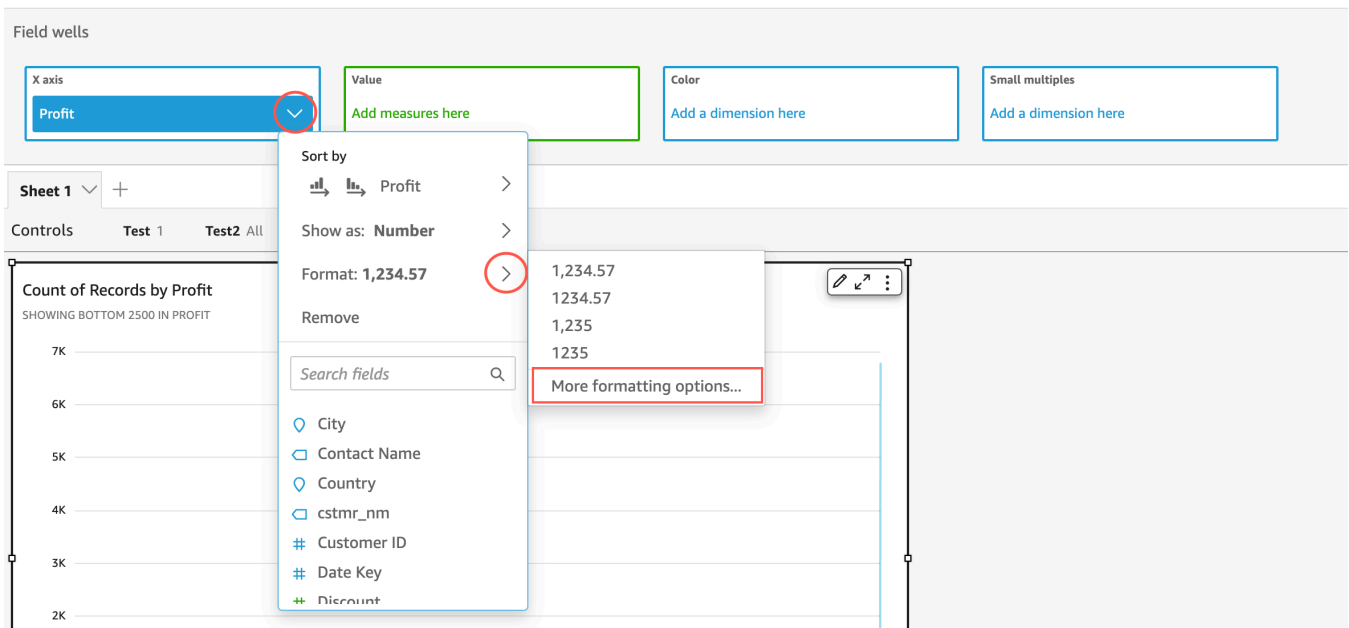 Field wells
X axis
Profit
Value
Add measures here
Color
Add a dimension here
Small multiples
Add a dimension here
Sort by
Profit
Show as: Number
Format: 1,234.57
Remove
Search fields
City
Contact Name
Country
cstmr_nm
Customer ID
Date Key
Discount
1,234.57
1234.57
1,235
1235
More formatting options...
Sheet 1
Controls
Test 1
Test2 All
Count of Records by Profit
SHOWING BOTTOM 2500 IN PROFIT
7K
6K
5K
4K
3K
2K